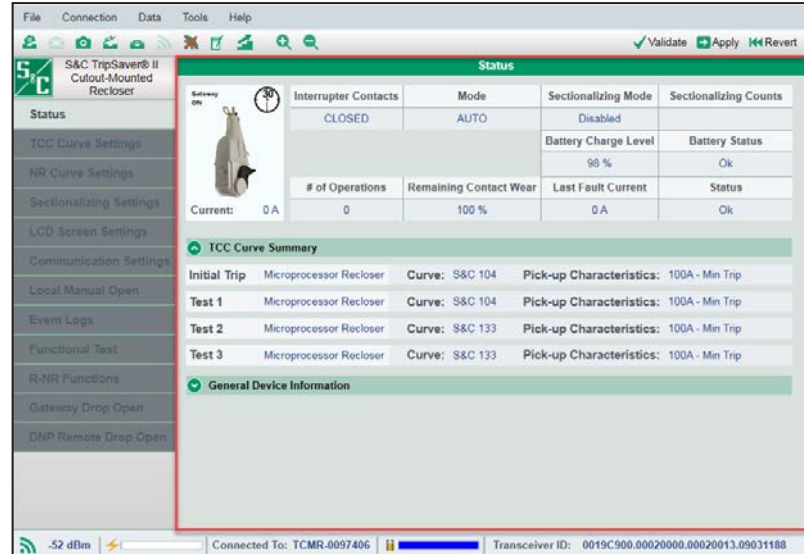 File Connection Data Tools Help
Validate Apply Revert
S&C S&C TripSaver® II
Cutout-Mounted
Recloser
Status
TCC Curve Settings
NR Curve Settings
Sectionalizing Settings
LCD Screen Settings
Communication Settings
Local Manual Open
Event Logs
Functional Test
R-NR Functions
Gateway Drop Open
DNP Remote Drop Open
Status
Gateway
ON
30
Current: 0 A
Interrupter Contacts Mode Sectionalizing Mode Sectionalizing Counts
CLOSED AUTO Disabled
Battery Charge Level Battery Status
98 % Ok
# of Operations Remaining Contact Wear Last Fault Current Status
0 100 % 0 A Ok
TCC Curve Summary
Initial Trip Microprocessor Recloser Curve: S&C 104 Pick-up Characteristics: 100A - Min Trip
Test 1 Microprocessor Recloser Curve: S&C 104 Pick-up Characteristics: 100A - Min Trip
Test 2 Microprocessor Recloser Curve: S&C 133 Pick-up Characteristics: 100A - Min Trip
Test 3 Microprocessor Recloser Curve: S&C 133 Pick-up Characteristics: 100A - Min Trip
General Device Information
-52 dBm Connected To: TCMR-0097406 Transceiver ID: 0019C900.00020000.00020013.09031188